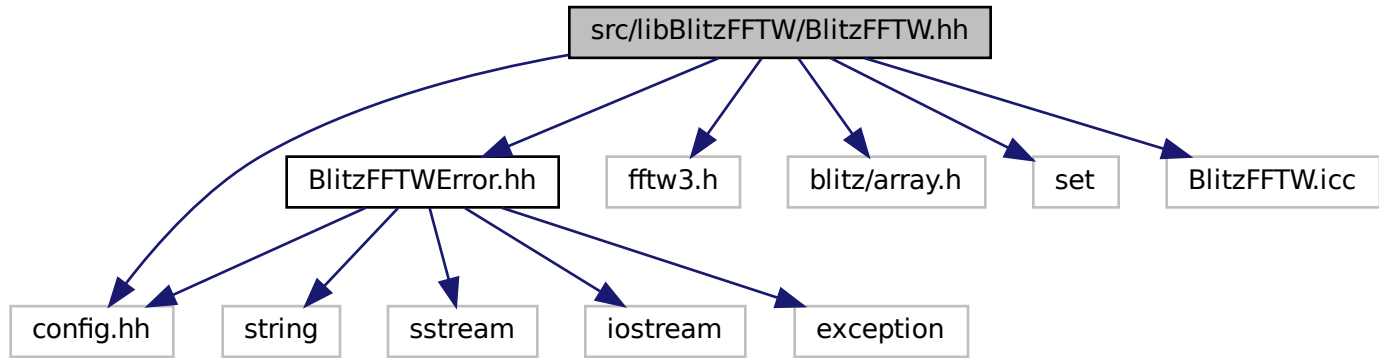 src/libBlitzFFTW/BlitzFFTW.hh
BlitzFFTWError.hh
fftw3.h
blitz/array.h
set
BlitzFFTW.icc
config.hh
string
sstream
iostream
exception